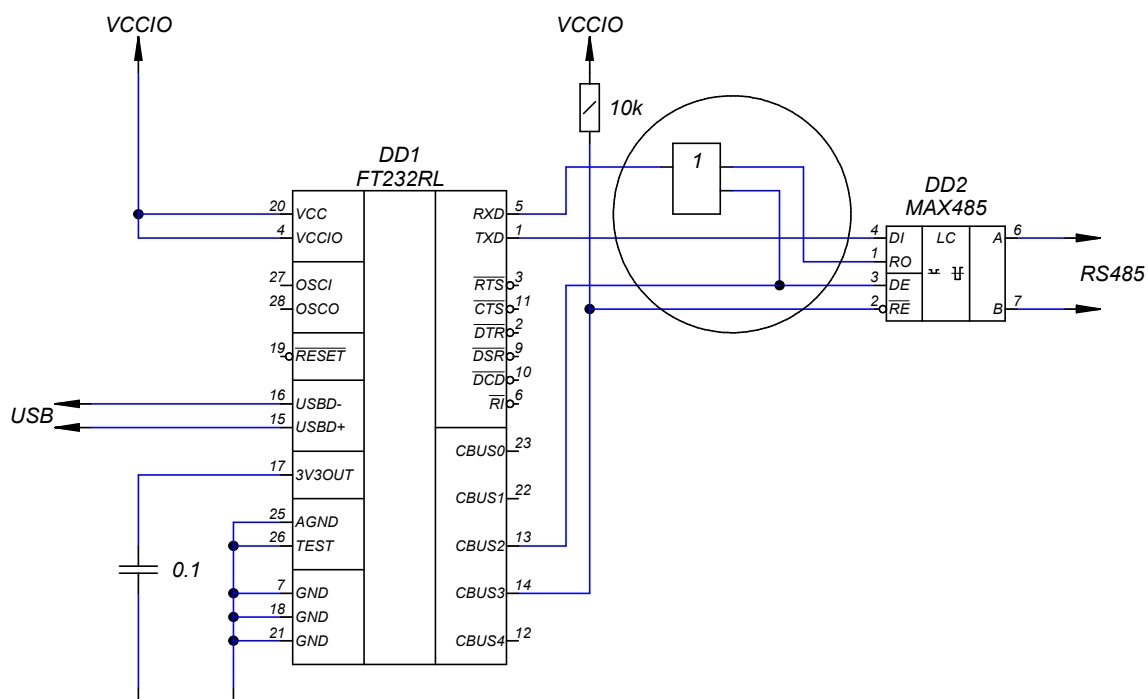 VCCIO
VCCIO
10k
1
DD1
FT232RL
DD2
MAX485
20 VCC
4 VCCIO
27 OSCI
28 OSCO
19 RESET
16 USBD-
15 USBD+
USB
17 3V3OUT
25 AGND
26 TEST
0.1
7 GND
18 GND
21 GND
RXD 5
TXD 1
RTS 3
CTS 11
DTR 2
DSR 9
DCD 10
RI 6
CBUS0 23
CBUS1 22
CBUS2 13
CBUS3 14
CBUS4 12
4 DI LC A 6
1 RO
3 DE
2 RE B 7
RS485